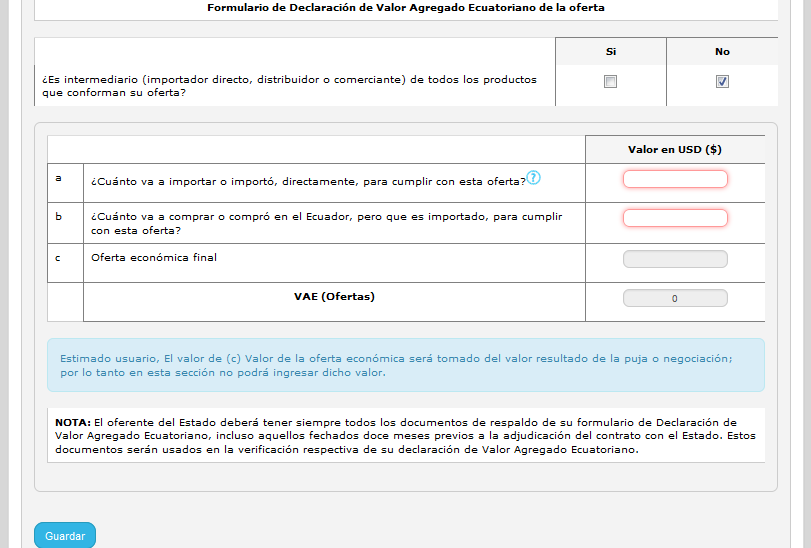 Formulario de Declaración de Valor Agregado Ecuatoriano de la oferta
Si
No
¿Es intermediario (importador directo, distribuidor o comerciante) de todos los productos
que conforman su oferta?
Valor en USD ($)
a
¿Cuánto va a importar o importó, directamente, para cumplir con esta oferta?
?
b
¿Cuánto va a comprar o compró en el Ecuador, pero que es importado, para cumplir
con esta oferta?
c
Oferta económica final
VAE (Ofertas)
0
Estimado usuario, El valor de (c) Valor de la oferta económica será tomado del valor resultado de la puja o negociación;
por lo tanto en esta sección no podrá ingresar dicho valor.
NOTA: El oferente del Estado deberá tener siempre todos los documentos de respaldo de su formulario de Declaración de
Valor Agregado Ecuatoriano, incluso aquellos fechados doce meses previos a la adjudicación del contrato con el Estado. Estos
documentos serán usados en la verificación respectiva de su declaración de Valor Agregado Ecuatoriano.
Guardar